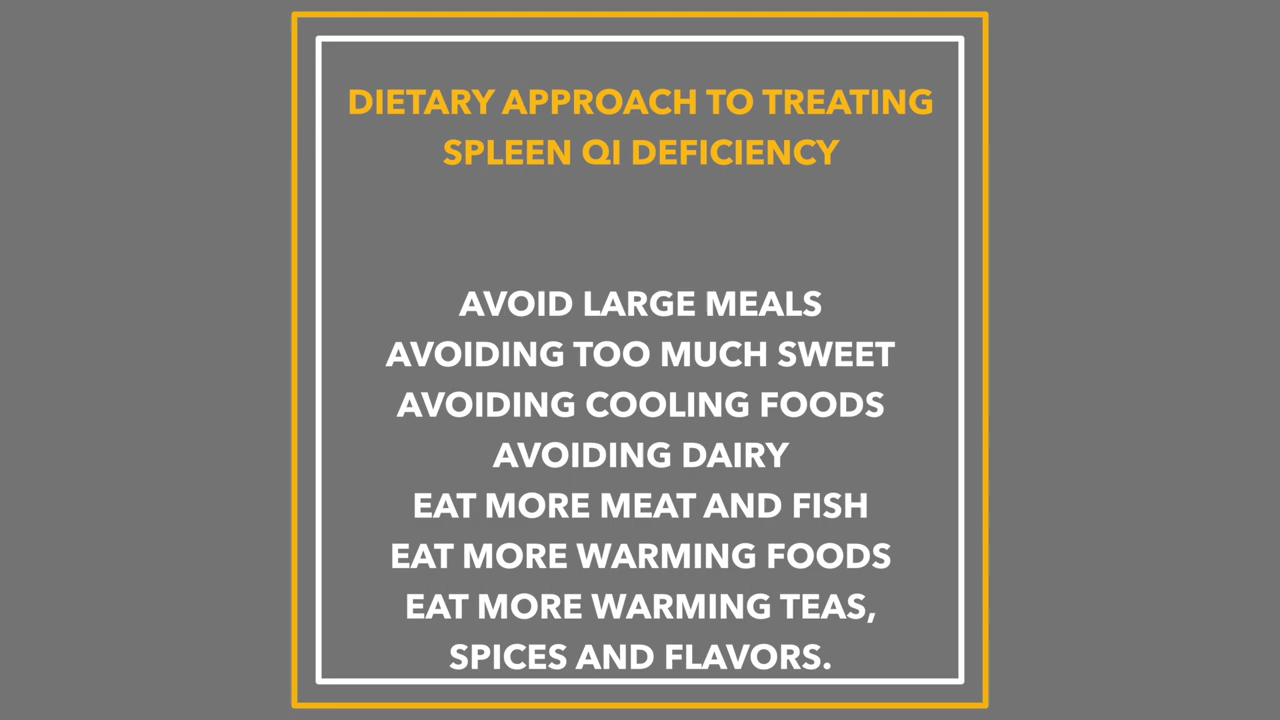 DIETARY APPROACH TO TREATING
SPLEEN QI DEFICIENCY
AVOID LARGE MEALS
AVOIDING TOO MUCH SWEET
AVOIDING COOLING FOODS
AVOIDING DAIRY
EAT MORE MEAT AND FISH
EAT MORE WARMING FOODS
EAT MORE WARMING TEAS,
SPICES AND FLAVORS.